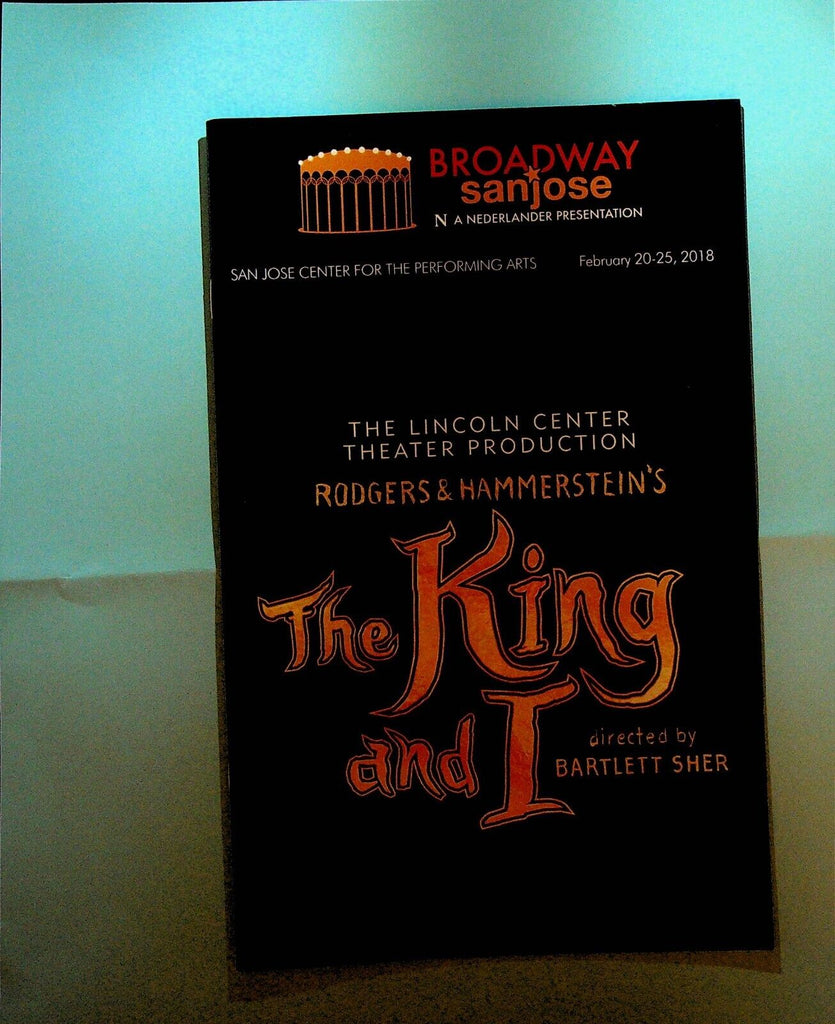 BROADWAY
sanjose
N A NEDERLANDER PRESENTATION
SAN JOSE CENTER FOR THE PERFORMING ARTS February 20-25, 2018
THE LINCOLN CENTER
THEATER PRODUCTION
RODGERS & HAMMERSTEIN'S
The King
and I
directed by
BARTLETT SHER